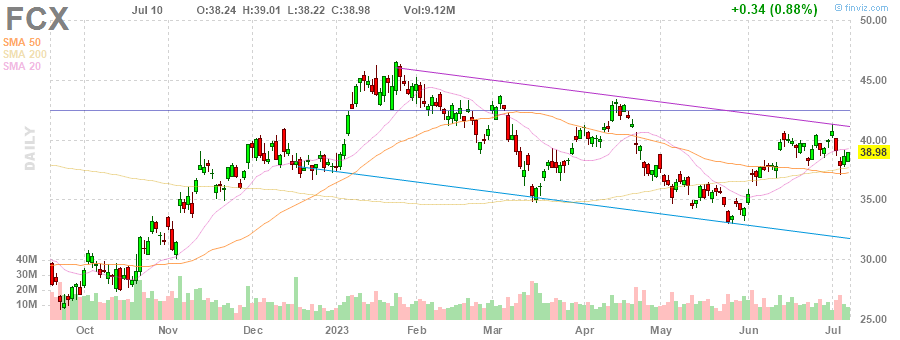 FCX Jul 10 O:38.24 H:39.01 L:38.22 C:38.98 Vol:9.12M +0.34 (0.88%) © finviz.com
SMA 50
SMA 200
SMA 20
DAILY
50.00
45.00
40.00
38.98
35.00
30.00
25.00
40M
30M
20M
10M
Oct Nov Dec 2023 Feb Mar Apr May Jun Jul